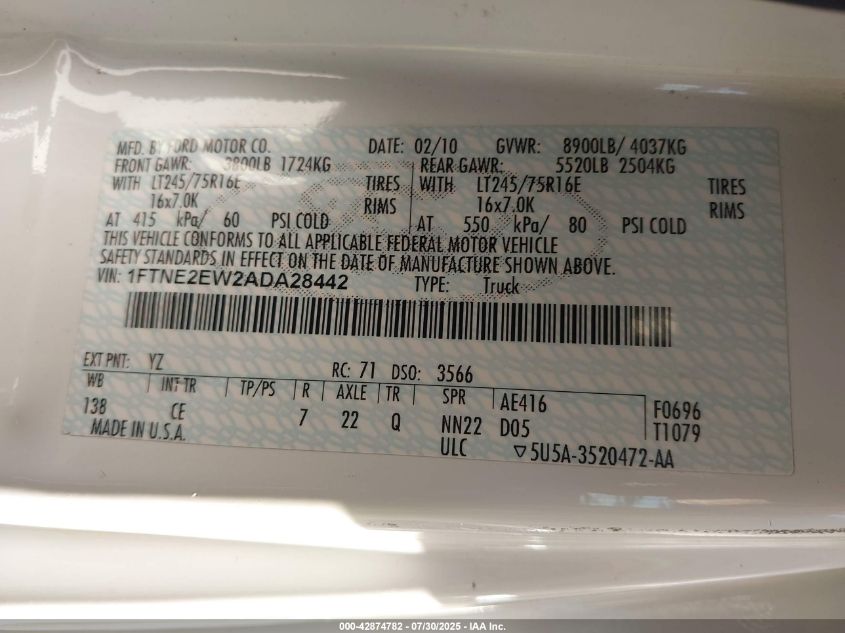 MFD. BY FORD MOTOR CO. DATE: 02/10 GVWR: 8900LB/ 4037KG
FRONT GAWR: 3800LB 1724KG REAR GAWR: 5520LB 2504KG
WITH LT245/75R16E TIRES WITH LT245/75R16E TIRES
16x7.0K RIMS 16x7.0K RIMS
AT 415 kPa/ 60 PSI COLD AT 550 kPa/ 80 PSI COLD
THIS VEHICLE CONFORMS TO ALL APPLICABLE FEDERAL MOTOR VEHICLE
SAFETY STANDARDS IN EFFECT ON THE DATE OF MANUFACTURE SHOWN ABOVE.
VIN: 1FTNE2EW2ADA28442 TYPE: Truck
EXT PNT: YZ RC: 71 DSO: 3566
WB INT TR TP/PS R AXLE TR SPR AE416 F0696
138 CE 7 22 Q NN22 D05 T1079
MADE IN U.S.A. ULC ▽5U5A-3520472-AA
000-42874782 - 07/30/2025 - IAA Inc.